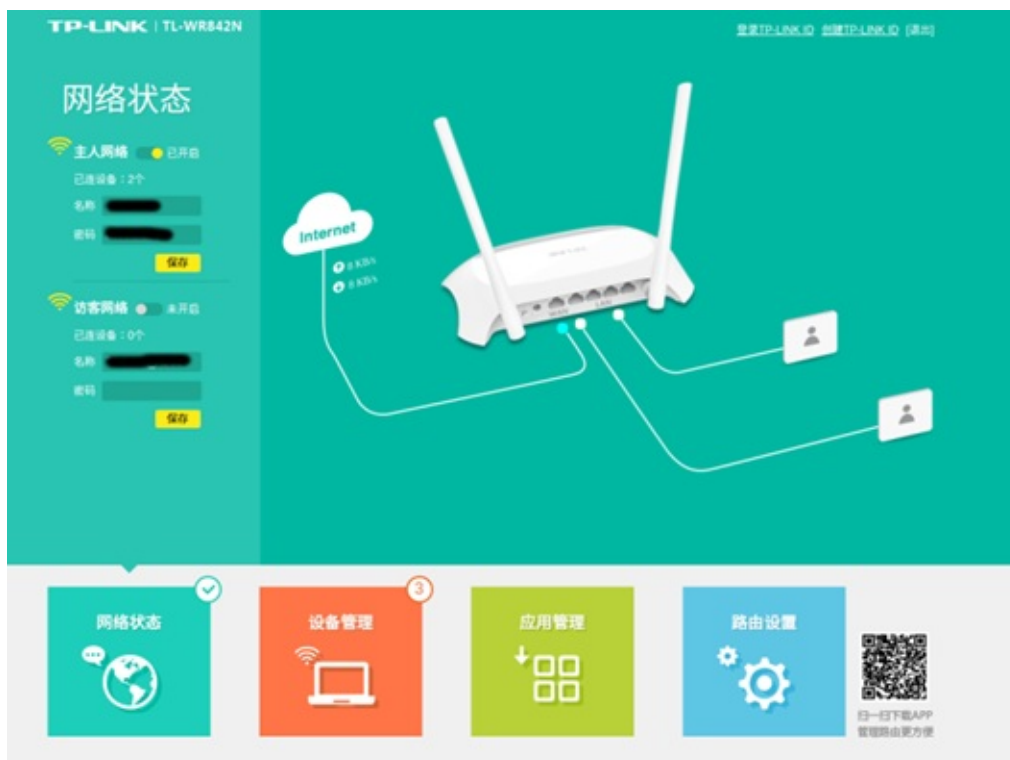 TP-LINK | TL-WR842N
登录TP-LINK ID 创建TP-LINK ID [退出]
网络状态
主人网络 已开启
已连设备：2个
名称
密码
保存
访客网络 未开启
已连设备：0个
名称
密码
保存
Internet
0 KB/s
0 KB/s
WAN
LAN
网络状态
设备管理
3
应用管理
路由设置
扫一扫下载APP
管理路由更方便